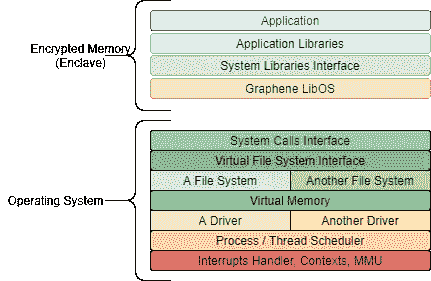 Encrypted Memory
(Enclave)
Application
Application Libraries
System Libraries Interface
Graphene LibOS
Operating System
System Calls Interface
Virtual File System Interface
A File System
Another File System
Virtual Memory
A Driver
Another Driver
Process / Thread Scheduler
Interrupts Handler, Contexts, MMU